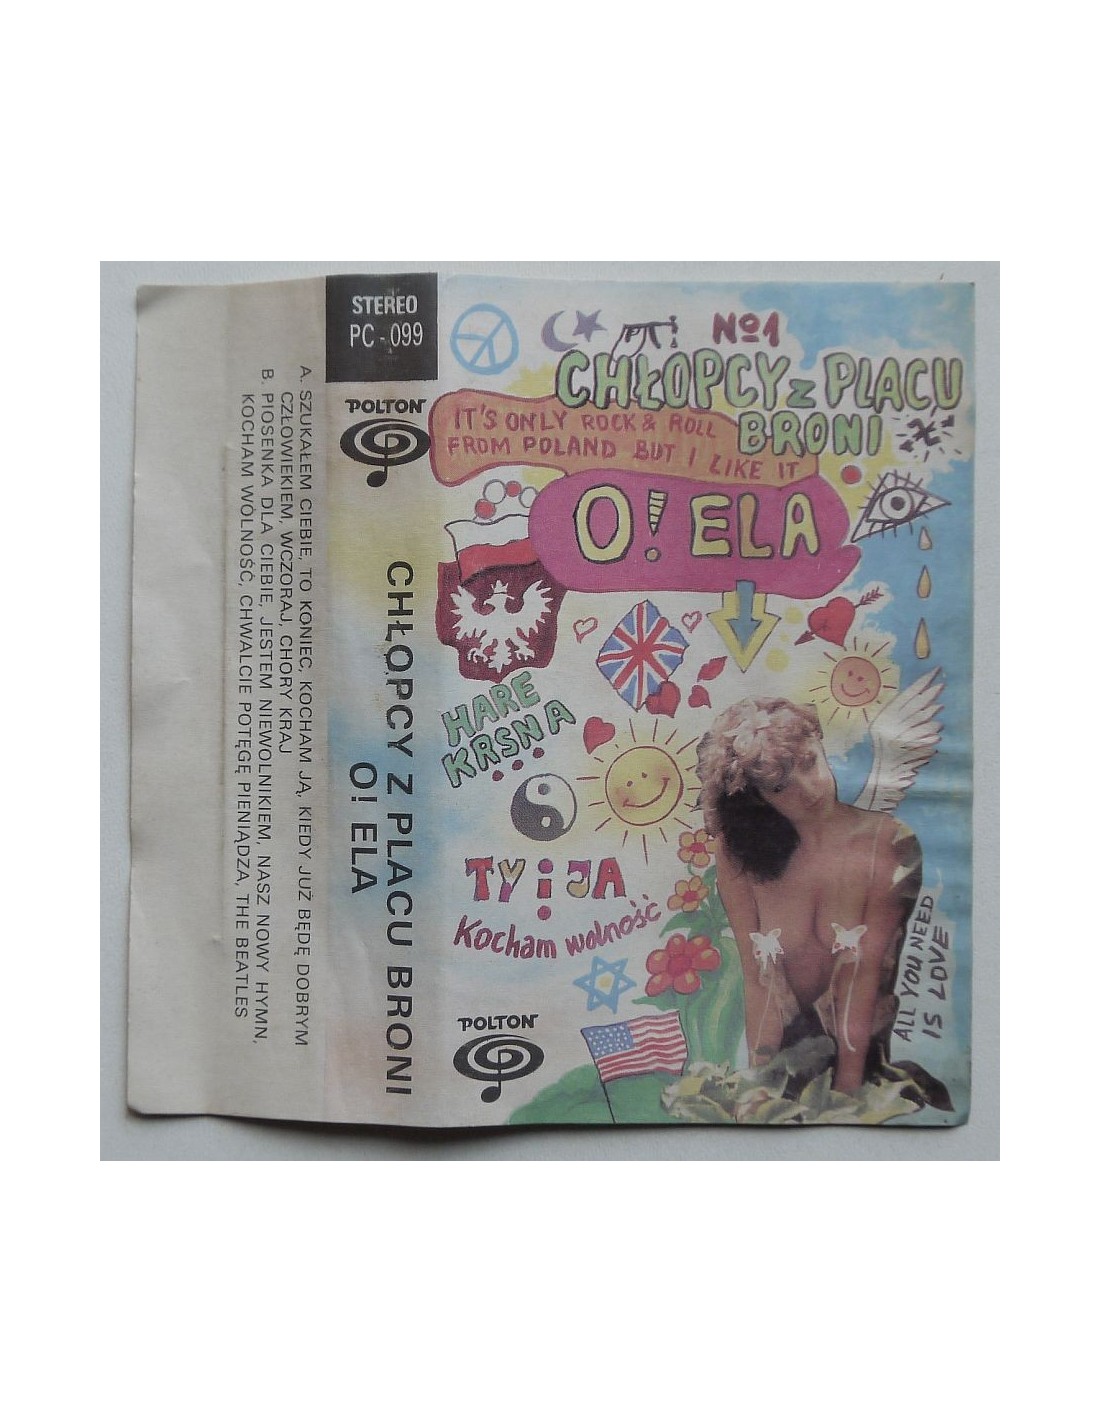 STEREO
PC-099
POLTON
CHŁOPCY Z PLACU BRONI
O! ELA
A. SZUKAŁEM CIEBIE, TO KONIEC, KOCHAM JĄ, KIEDY JUŻ BĘDĘ DOBRYM
CZŁOWIEKIEM, WCZORAJ, CHORY KRAJ
B. PIOSENKA DLA CIEBIE, JESTEM NIEWOLNIKIEM, NASZ NOWY HYMN,
KOCHAM WOLNOŚĆ, CHWALCIE POTĘGĘ PIENIĄDZA, THE BEATLES
No1
CHŁOPCY z PLACU
BRONI
IT'S ONLY ROCK & ROLL
FROM POLAND BUT I LIKE IT
O! ELA
HARE
KRSNA
TY i JA
Kocham wolność
ALL YOU NEED
IS LOVE
POLTON